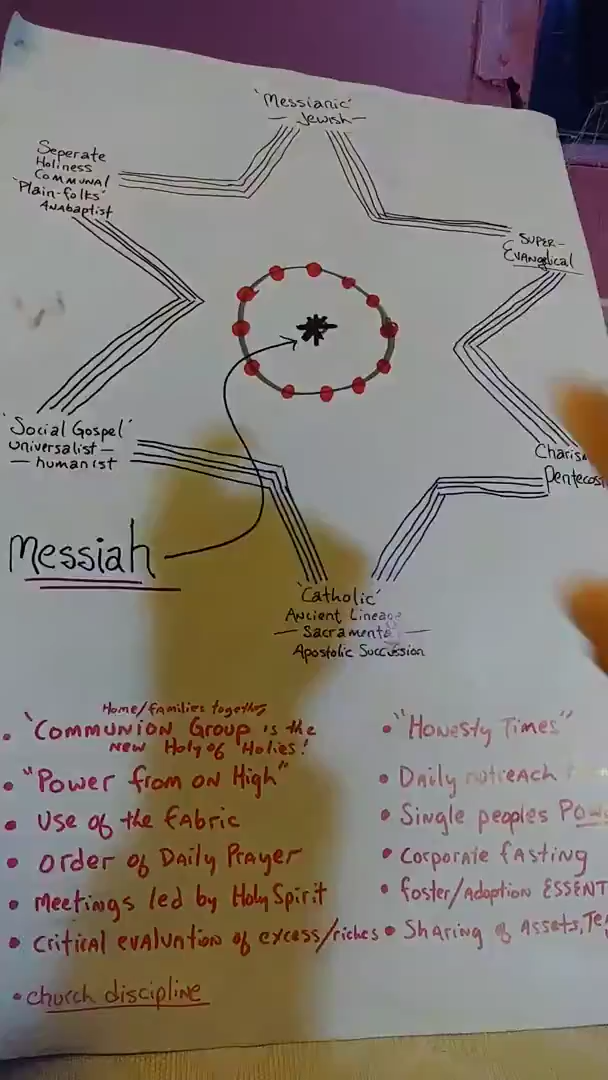 'Messianic'
— Jewish —
Seperate
Holiness
Communal
"Plain-folks"
Anabaptist
Super-
Evangelical
'Social Gospel'
Universalist —
— humanist
Messiah
'Catholic'
Ancient Lineage
— Sacramental —
Apostolic Succession
Home/families together
• 'Communion Group is the
new Holy of Holies!
• "Power from on High"
• Use of the Fabric
• Order of Daily Prayer
• Meetings led by Holy Spirit
• Critical evaluation of excess/riches
• church discipline
• "Honesty Times"
• Daily outreach
• Single peoples
• Corporate fasting
• foster/Adoption
• Sharing of Assets,